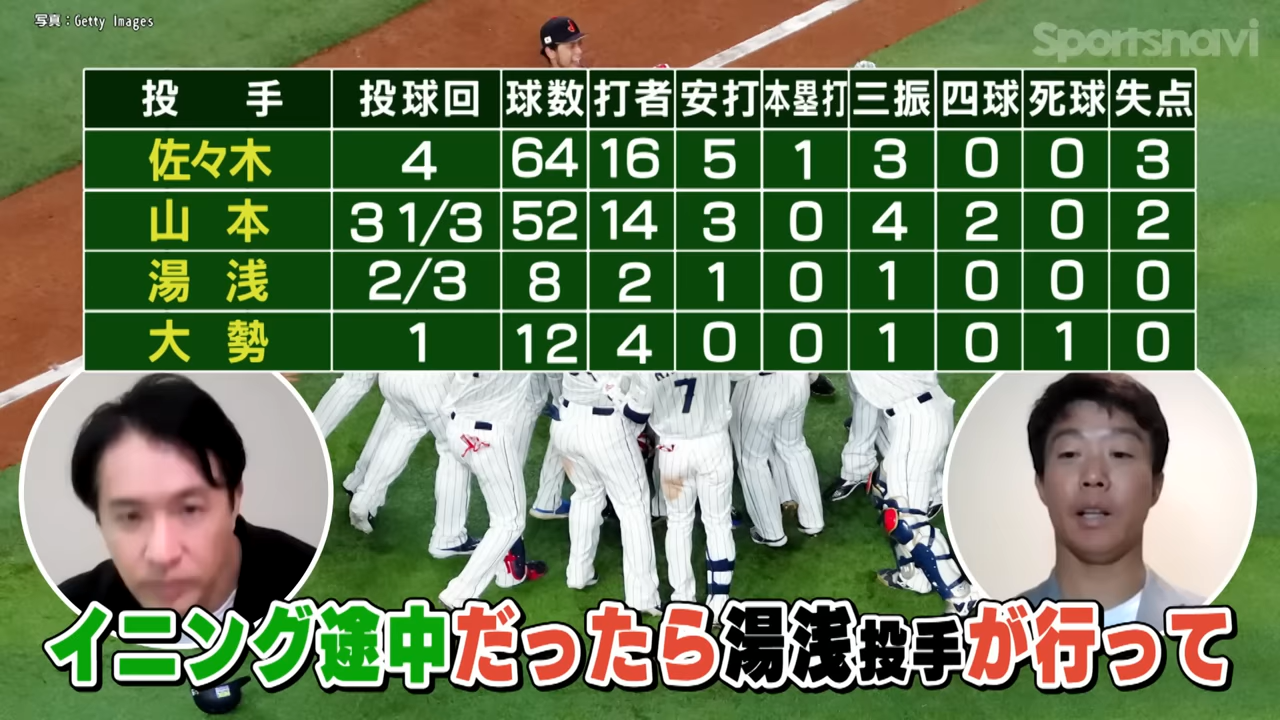 写真：Getty Images
Sportsnavi
投手 投球回 球数 打者 安打 本塁打 三振 四球 死球 失点
佐々木 4 64 16 5 1 3 0 0 3
山本 3 1/3 52 14 3 0 4 2 0 2
湯浅 2/3 8 2 1 0 1 0 0 0
大勢 1 12 4 0 0 1 0 1 0
7
イニング途中だったら湯浅投手が行って